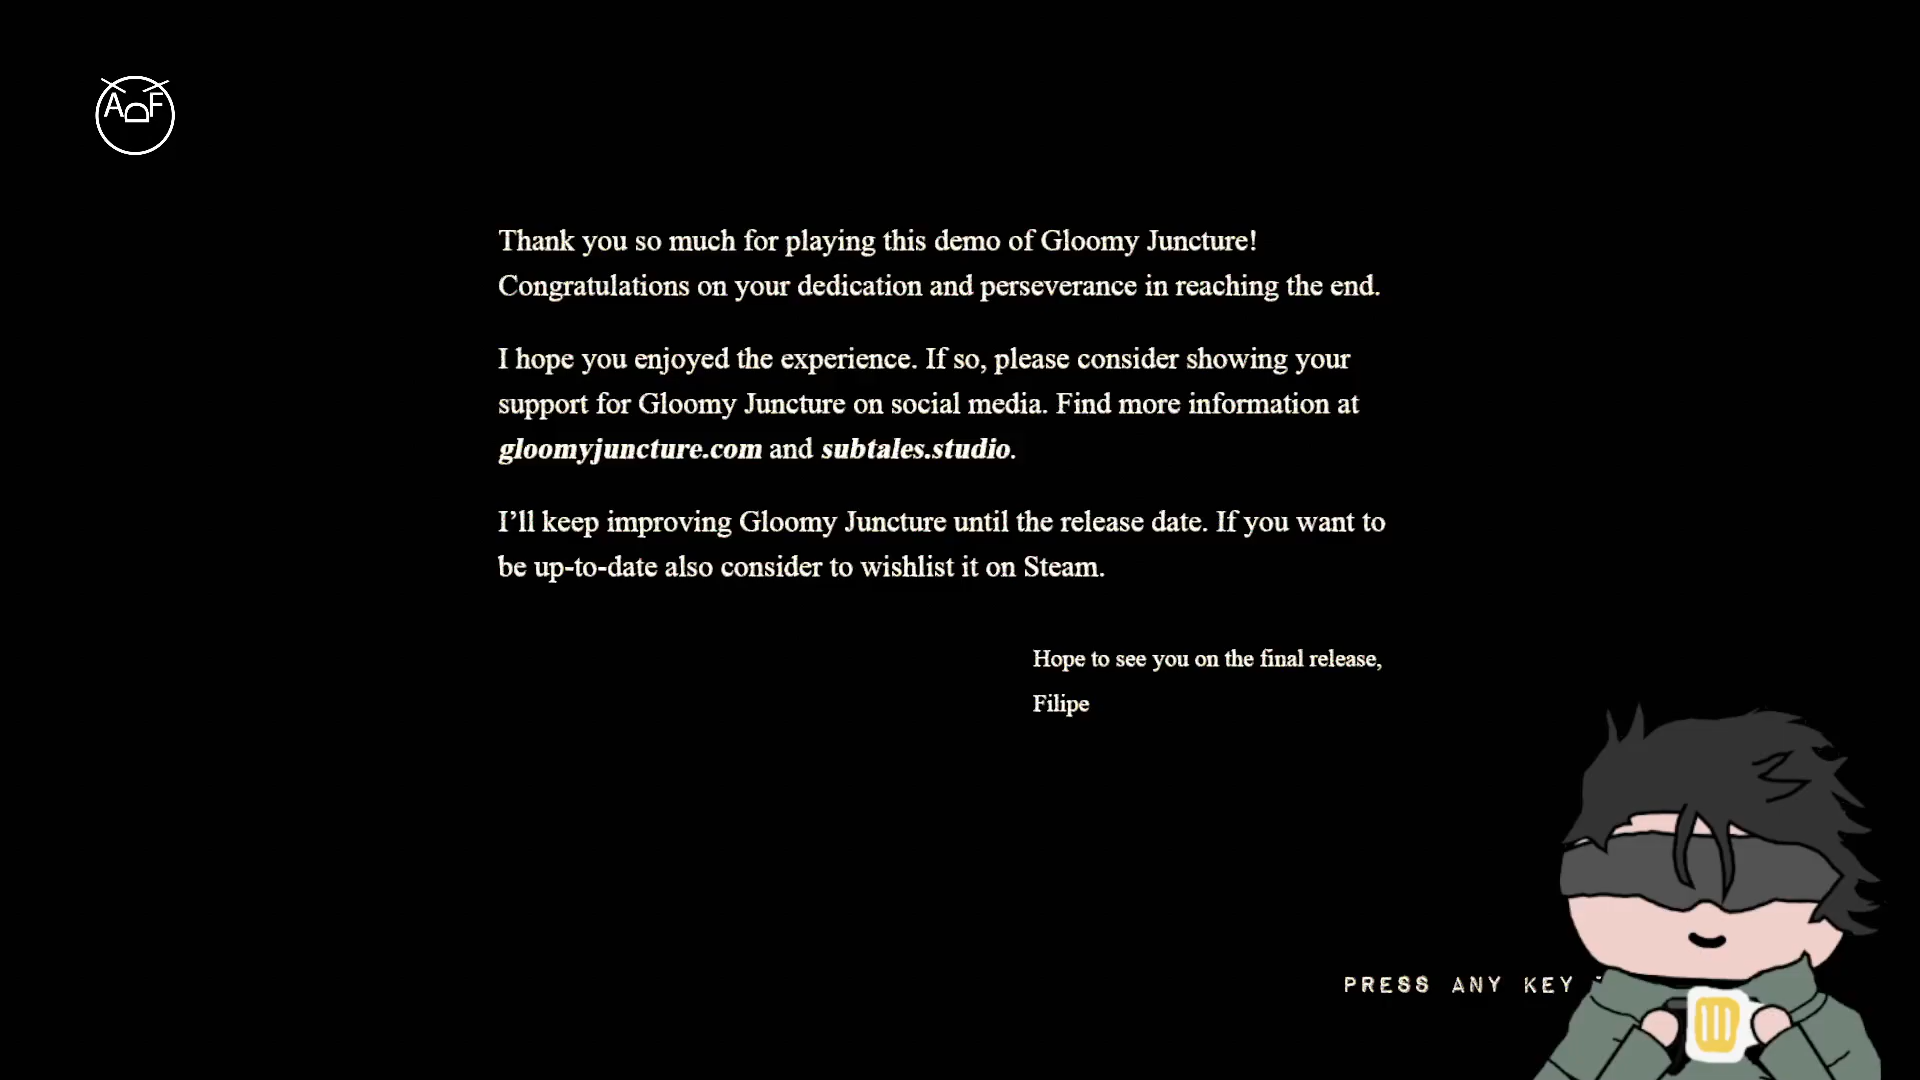 ADF
Thank you so much for playing this demo of Gloomy Juncture!
Congratulations on your dedication and perseverance in reaching the end.
I hope you enjoyed the experience. If so, please consider showing your
support for Gloomy Juncture on social media. Find more information at
gloomyjuncture.com and subtales.studio.
I’ll keep improving Gloomy Juncture until the release date. If you want to
be up-to-date also consider to wishlist it on Steam.
Hope to see you on the final release,
Filipe
PRESS ANY KEY